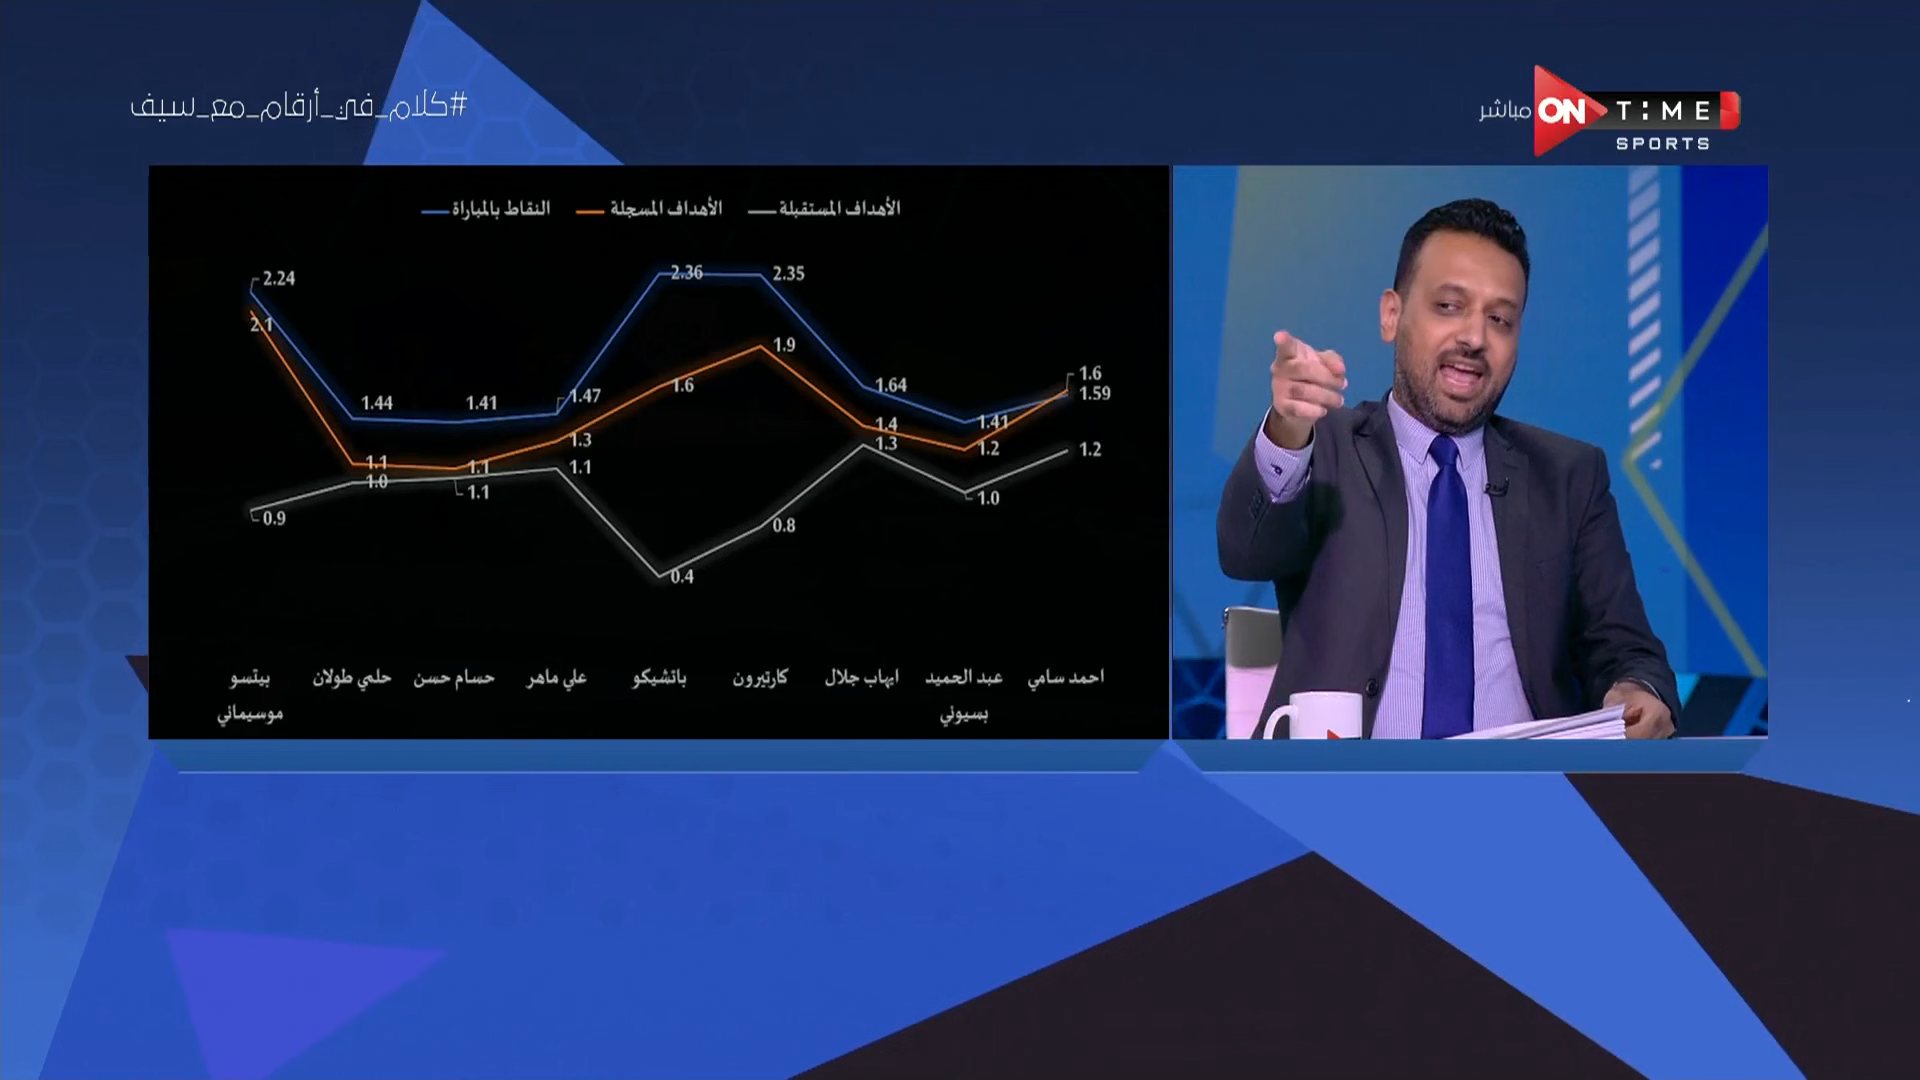 #كلام_في_أرقام_مع_سيف
مباشر
ON TIME
SPORTS
النقاط بالمباراة
الأهداف المسجلة
الأهداف المستقبلة
2.24
1.44
1.41
1.47
2.36
2.35
1.64
1.41
1.59
2.1
1.1
1.1
1.3
1.6
1.9
1.4
1.2
1.6
0.9
1.0
1.1
1.1
0.4
0.8
1.3
1.0
1.2
بيتسو
موسيماني
حلمي طولان
حسام حسن
علي ماهر
باتشيكو
كارتيرون
ايهاب جلال
عبد الحميد
بسيوني
احمد سامي